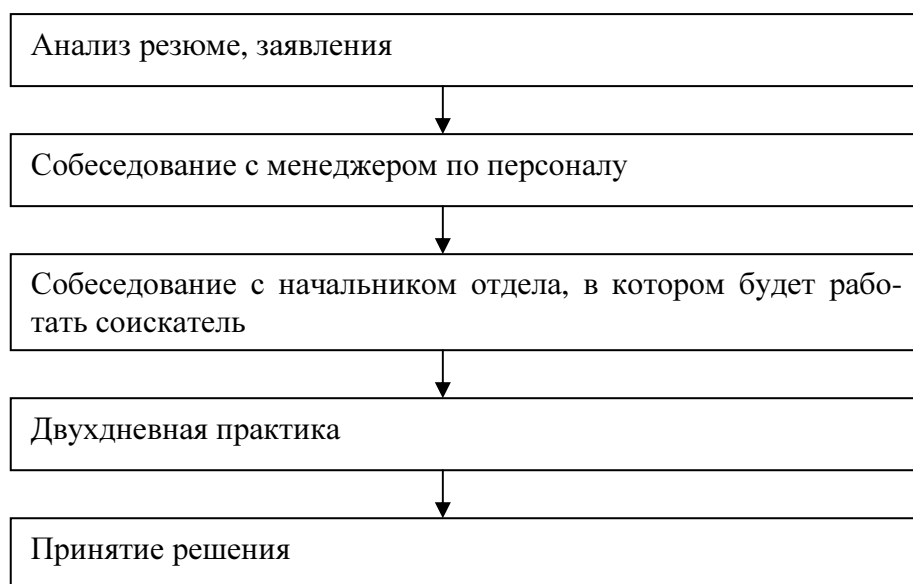 Анализ резюме, заявления
Собеседование с менеджером по персоналу
Собеседование с начальником отдела, в котором будет рабо-
тать соискатель
Двухдневная практика
Принятие решения